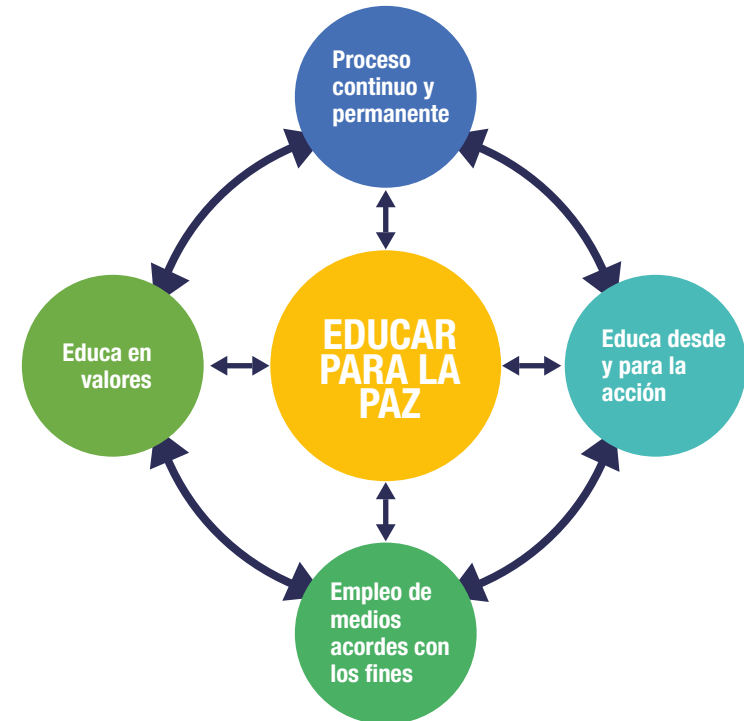 Proceso
continuo y
permanente
Educa en
valores
EDUCAR
PARA LA
PAZ
Educa desde
y para la
acción
Empleo de
medios
acordes con
los fines